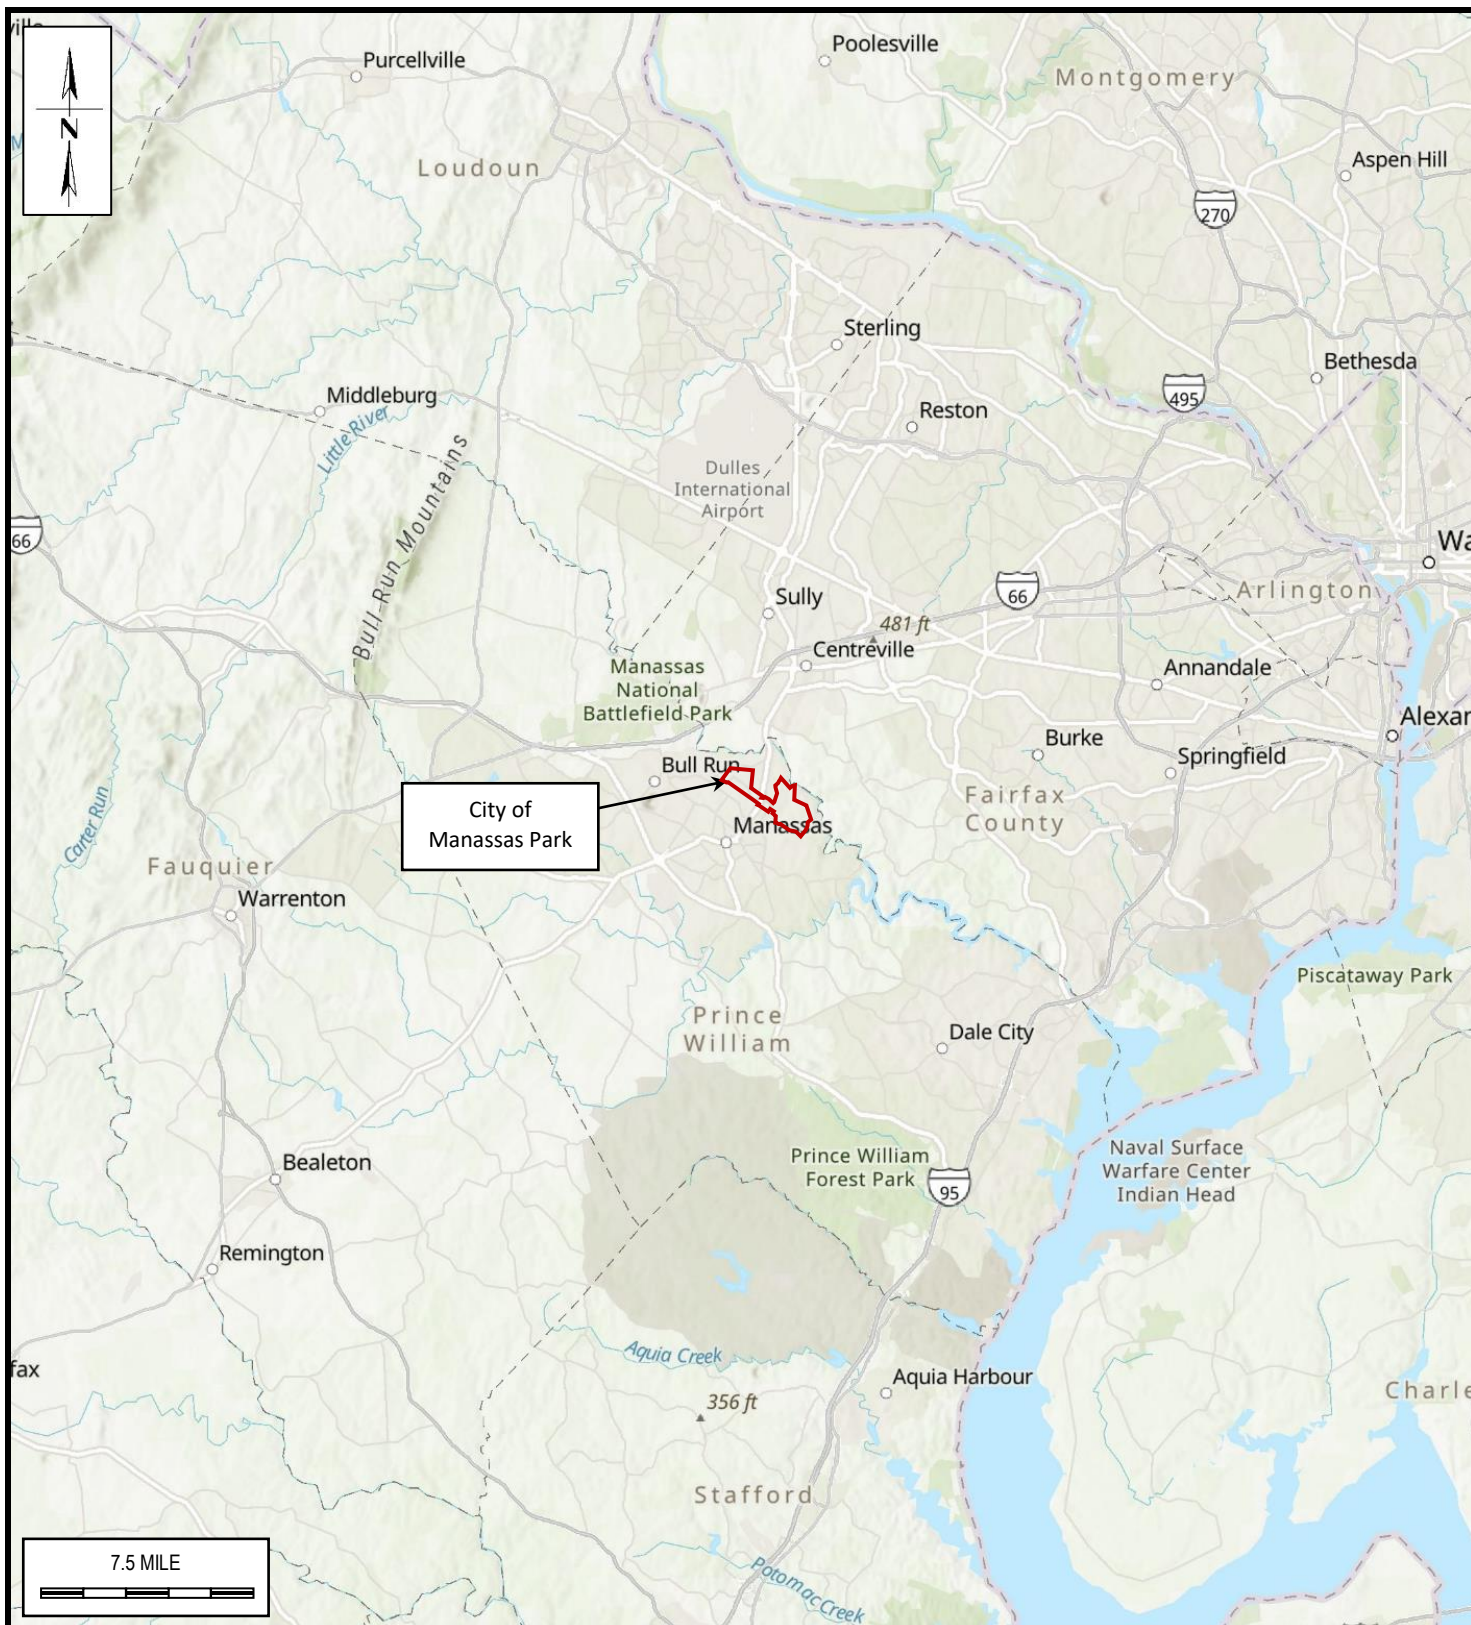 ville
Purcellville
Poolesville
Montgomery
N
M
Loudoun
Aspen Hill
270
Sterling
Bethesda
Middleburg
495
Little River
Reston
Dulles
International
Airport
Bull Run Mountains
66
Wa
Sully
66
Arlington
481 ft
Centreville
Manassas
National
Battlefield Park
Annandale
Alexan
Burke
Springfield
Bull Run
City of
Manassas Park
Fairfax
County
Manassas
Carter Run
Fauquier
Warrenton
Piscataway Park
Prince
William
Dale City
Naval Surface
Warfare Center
Indian Head
Prince William
Forest Park
95
Bealeton
Remington
Aquia Creek
fax
Aquia Harbour
Charle
356 ft
Stafford
7.5 MILE
Potomac Creek